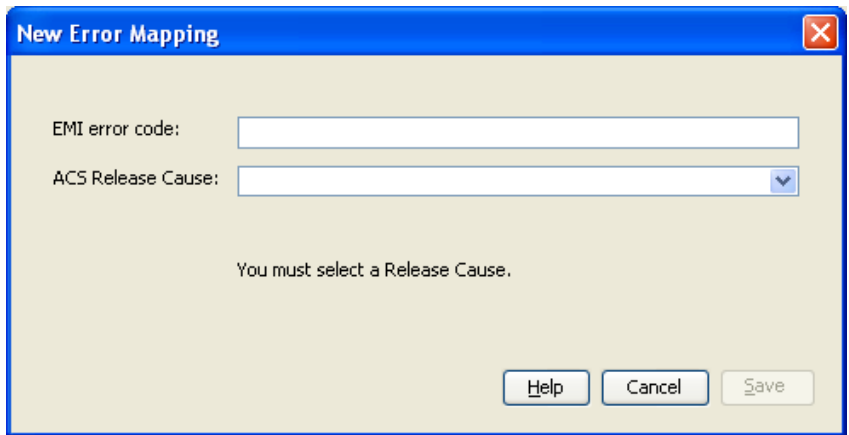 New Error Mapping
EMI error code:
ACS Release Cause:
You must select a Release Cause.
Help Cancel Save